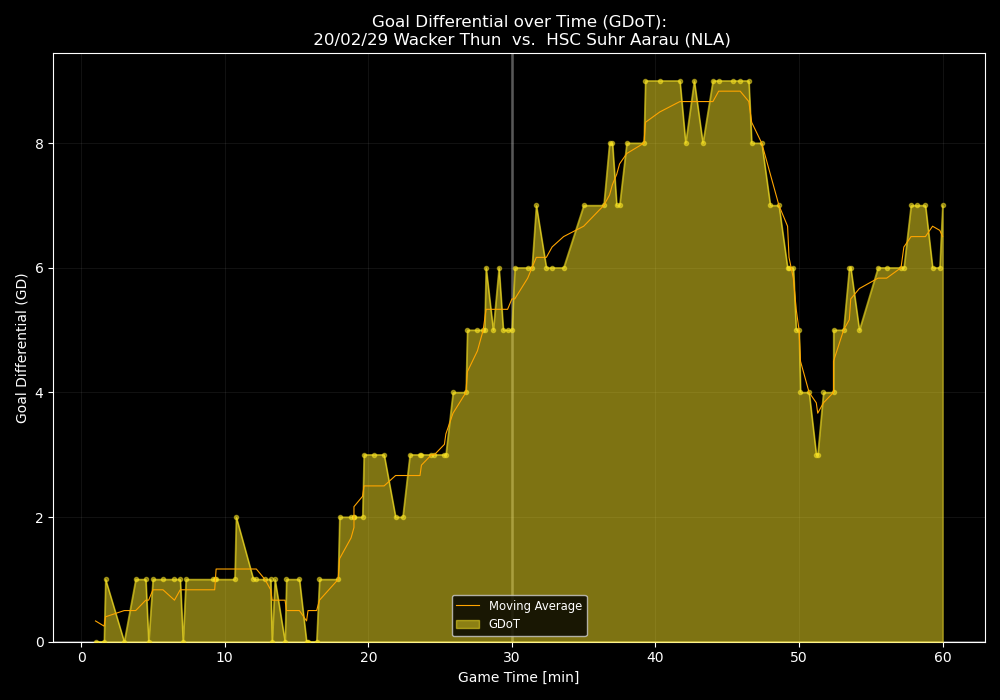 Goal Differential over Time (GDoT):
20/02/29 Wacker Thun  vs.  HSC Suhr Aarau (NLA)
Goal Differential (GD)
8
6
4
2
0
0 10 20 30 40 50 60
Game Time [min]
Moving Average
GDoT